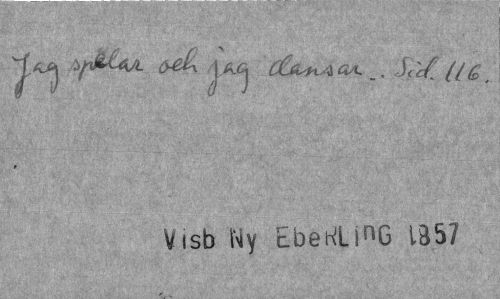 Jag spelar och jag dansar... Sid. 116.
Visb Ny EbeRLinG 1857